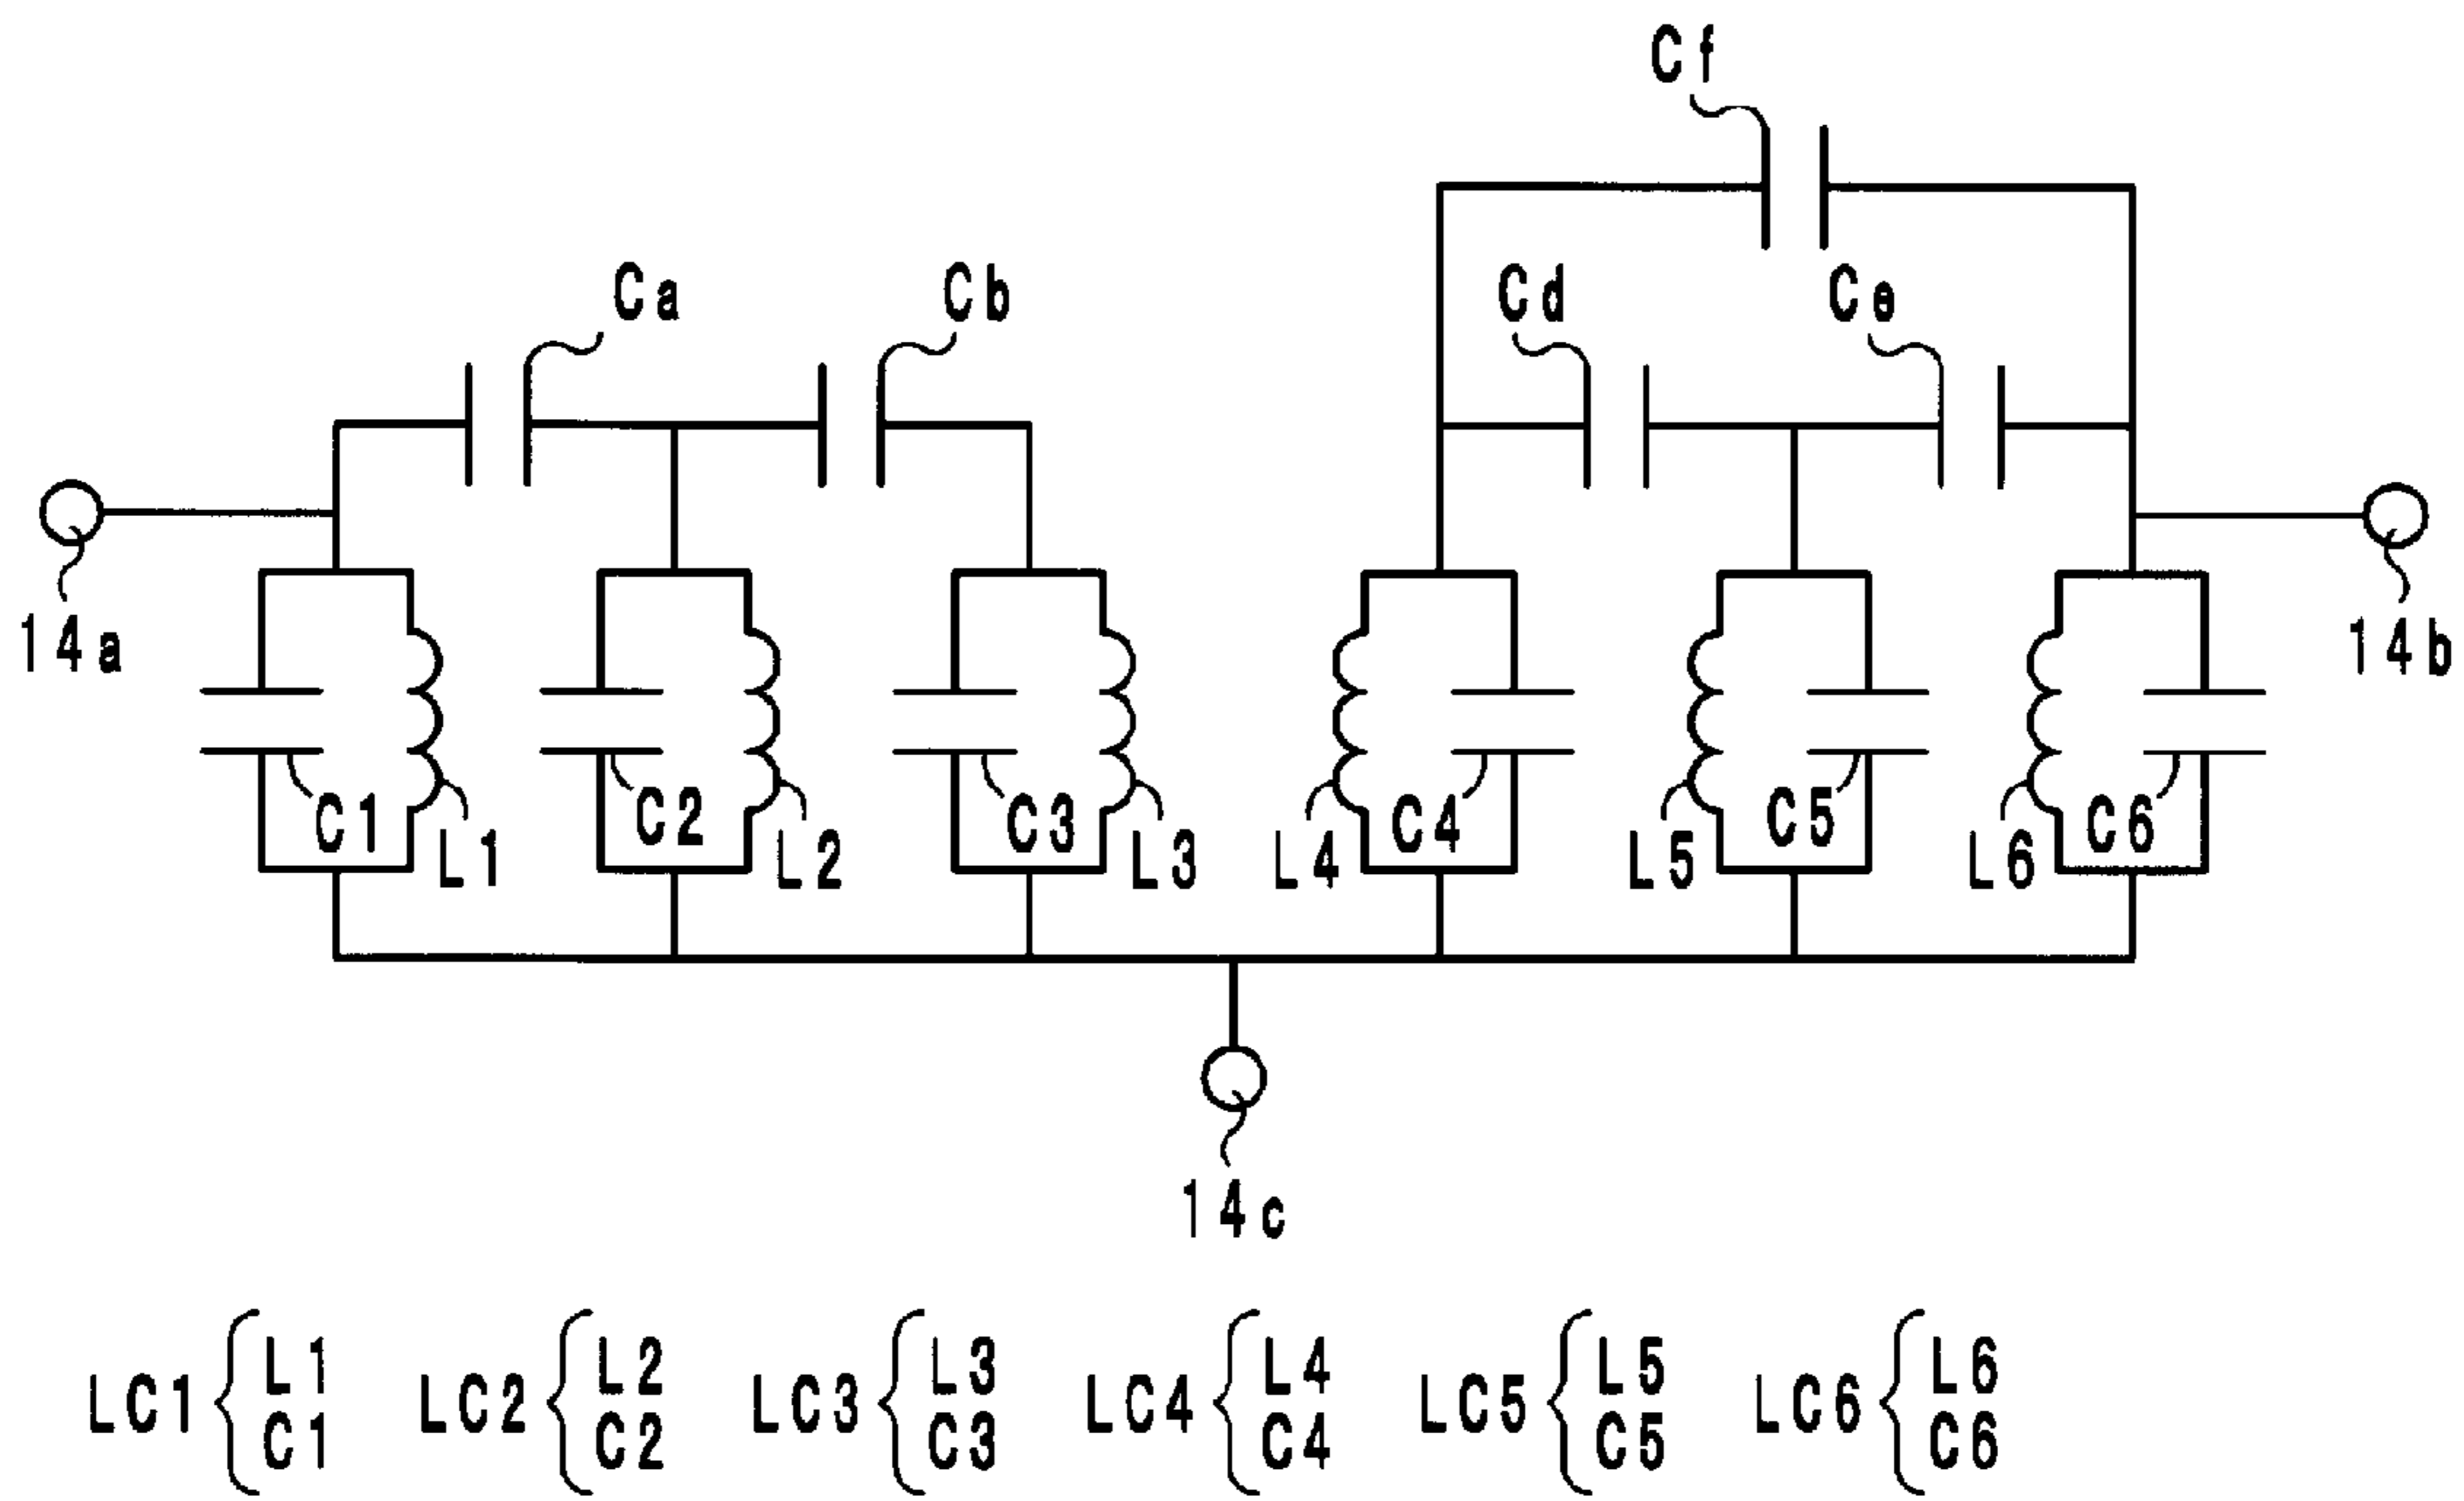 Cf
Ca Cb Cd Ce
14a 14b
C1 C2 C3 C4 C5 C6
L1 L2 L3 L4 L5 L6
14c
LC1 { L1 C1 LC2 { L2 C2 LC3 { L3 C3 LC4 { L4 C4 LC5 { L5 C5 LC6 { L6 C6